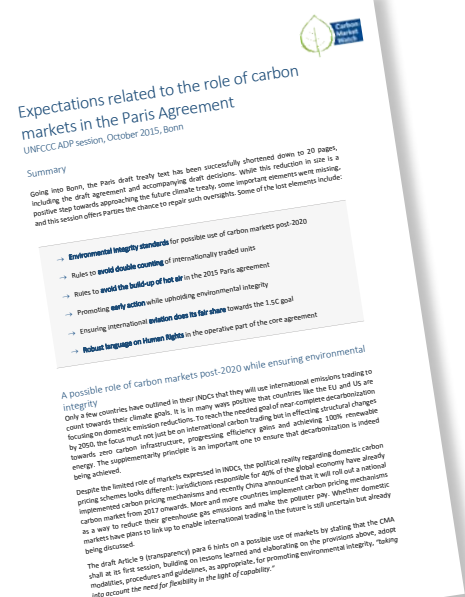 Carbon
Market
Watch
Expectations related to the role of carbon
markets in the Paris Agreement
UNFCCC ADP session, October 2015, Bonn
Summary
Going into Bonn, the Paris draft treaty text has been successfully shortened down to 20 pages,
including the draft agreement and accompanying draft decisions. While this reduction in size is a
positive step towards approaching the future climate treaty, some important elements went missing,
and this session offers Parties the chance to repair such oversights. Some of the lost elements include:
→ Environmental integrity standards for possible use of carbon markets post-2020
→ Rules to avoid double counting of internationally traded units
→ Rules to avoid the build-up of hot air in the 2015 Paris agreement
→ Promoting early action while upholding environmental integrity
→ Ensuring international aviation does its fair share towards the 1.5C goal
→ Robust language on Human Rights in the operative part of the core agreement
A possible role of carbon markets post-2020 while ensuring environmental
integrity
Only a few countries have outlined in their INDCs that they will use international emissions trading to
count towards their climate goals. It is in many ways positive that countries like the EU and US are
focusing on domestic emission reductions. To reach the needed goal of near-complete decarbonization
by 2050, the focus must not just be on international carbon trading but in effecting structural changes
towards zero carbon infrastructure, progressing efficiency gains and achieving 100% renewable
energy. The supplementarity principle is an important one to ensure that decarbonization is indeed
being achieved.
Despite the limited role of markets expressed in INDCs, the political reality regarding domestic carbon
pricing schemes looks different: jurisdictions responsible for 40% of the global economy have already
implemented carbon pricing mechanisms and recently China announced that it will roll out a national
carbon market from 2017 onwards. More and more countries implement carbon pricing mechanisms
as a way to reduce their greenhouse gas emissions and make the polluter pay. Whether domestic
markets have plans to link up to enable international trading in the future is still uncertain but already
being discussed.
The draft Article 9 (transparency) para 6 hints on a possible use of markets by stating that the CMA
shall at its first session, building on lessons learned and elaborating on the provisions above, adopt
modalities, procedures and guidelines, as appropriate, for promoting environmental integrity, "taking
into account the need for flexibility in the light of capability."